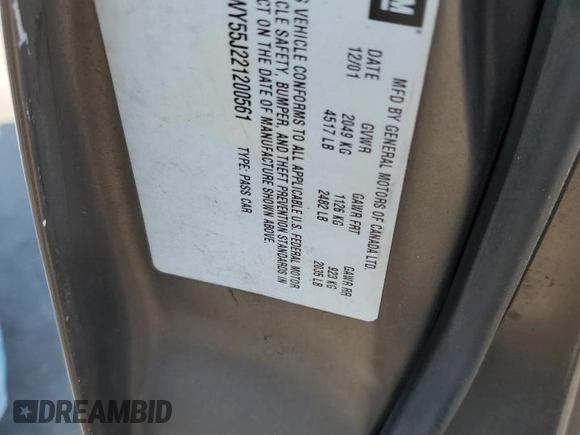 GM
MFD BY GENERAL MOTORS OF CANADA LTD.
DATE GVWR GAWR FRT GAWR RR
12/01 2049 KG 1126 KG 923 KG
4517 LB 2482 LB 2035 LB
VEHICLE CONFORMS TO ALL APPLICABLE U.S. FEDERAL MOTOR
VEHICLE SAFETY, BUMPER, AND THEFT PREVENTION STANDARDS IN
EFFECT ON THE DATE OF MANUFACTURE SHOWN ABOVE.
WY55J221200561 TYPE: PASS CAR
DREAMBID